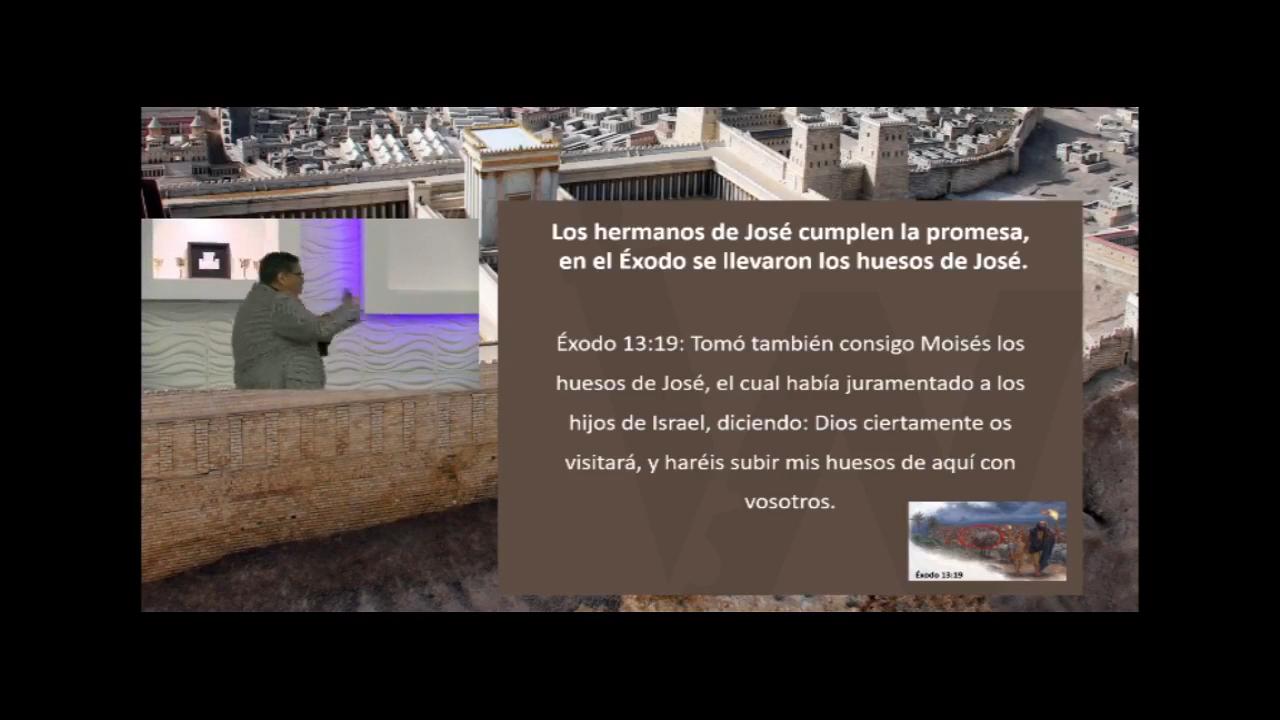 Los hermanos de José cumplen la promesa,
en el Éxodo se llevaron los huesos de José.
Éxodo 13:19: Tomó también consigo Moisés los
huesos de José, el cual había juramentado a los
hijos de Israel, diciendo: Dios ciertamente os
visitará, y haréis subir mis huesos de aquí con
vosotros.
Éxodo 13:19